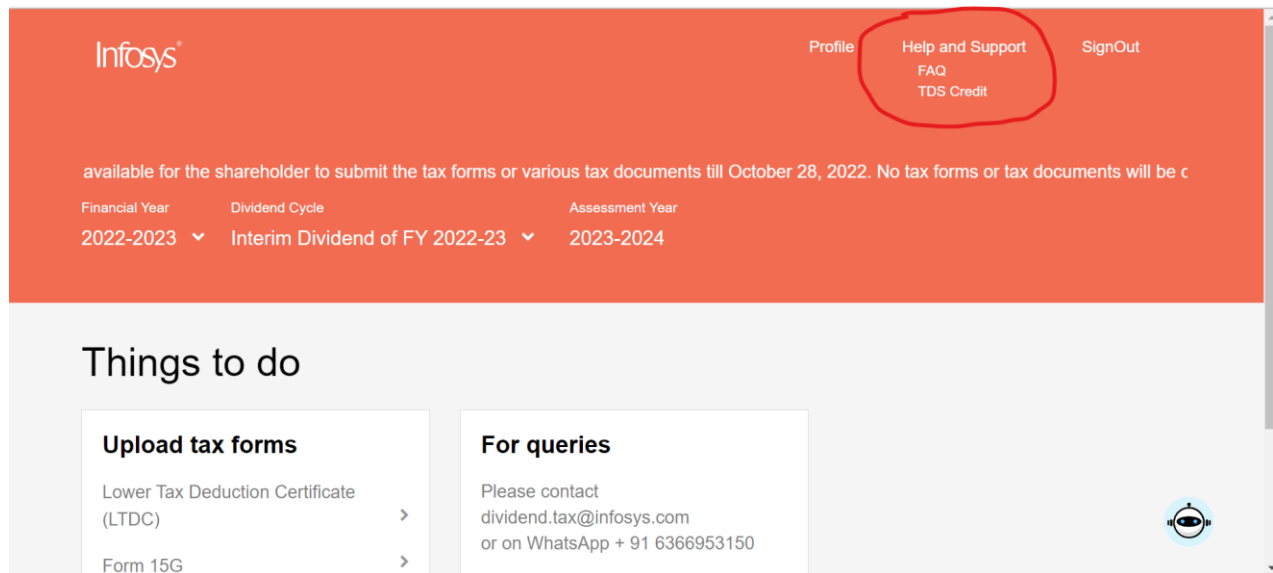 Infosys®
Profile Help and Support SignOut
FAQ
TDS Credit
available for the shareholder to submit the tax forms or various tax documents till October 28, 2022. No tax forms or tax documents will be c
Financial Year Dividend Cycle Assessment Year
2022-2023 Interim Dividend of FY 2022-23 2023-2024
Things to do
Upload tax forms
Lower Tax Deduction Certificate
(LTDC)
Form 15G
For queries
Please contact
dividend.tax@infosys.com
or on WhatsApp + 91 6366953150